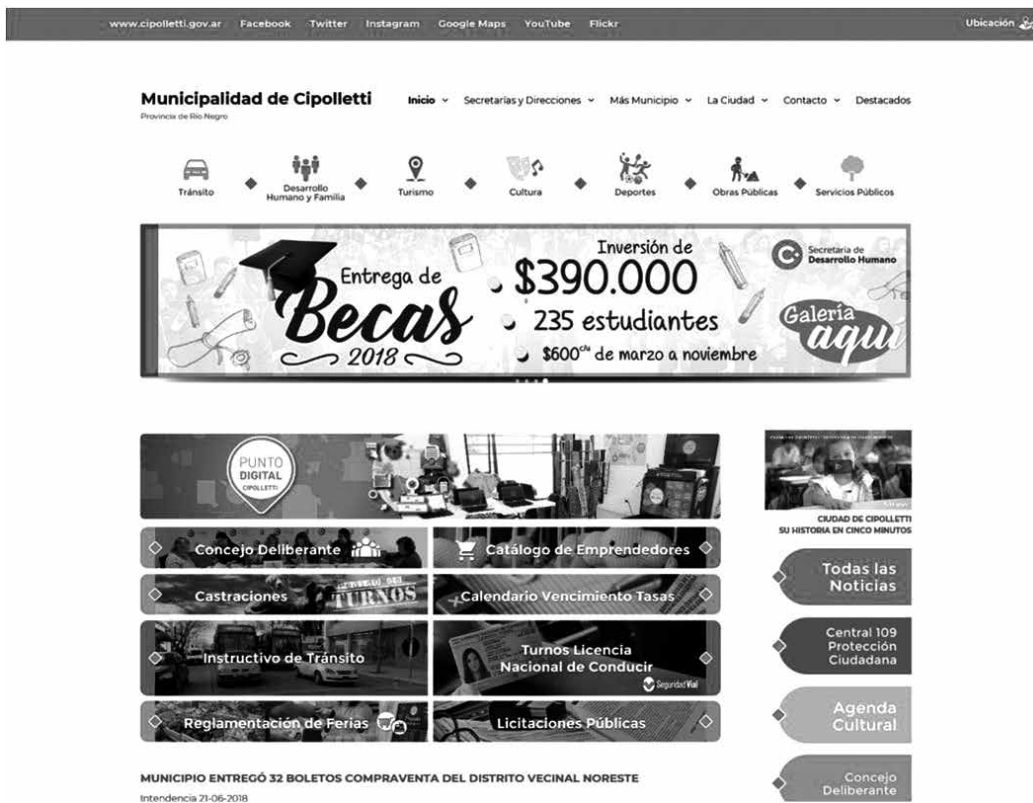 www.cipolletti.gov.ar Facebook Twitter Instagram Google Maps YouTube Flickr Ubicación
Municipalidad de Cipolletti
Provincia de Río Negro
Inicio Secretarías y Direcciones Más Municipio La Ciudad Contacto Destacados
Tránsito
Desarrollo
Humano y Familia
Turismo
Cultura
Deportes
Obras Públicas
Servicios Públicos
Entrega de
Becas
2018
Inversión de
$390.000
235 estudiantes
$600 c/u de marzo a noviembre
Secretaría de
Desarrollo Humano
Galería
aquí
PUNTO
DIGITAL
CIPOLLETTI
Concejo Deliberante
Catálogo de Emprendedores
Castraciones
TURNOS
Calendario Vencimiento Tasas
Instructivo de Tránsito
Turnos Licencia
Nacional de Conducir
Seguridad Vial
Reglamentación de Ferias
Licitaciones Públicas
CIUDAD DE CIPOLLETTI
SU HISTORIA EN CINCO MINUTOS
Todas las
Noticias
Central 109
Protección
Ciudadana
Agenda
Cultural
Concejo
Deliberante
MUNICIPIO ENTREGÓ 32 BOLETOS COMPRAVENTA DEL DISTRITO VECINAL NORESTE
Intendencia 21-06-2018